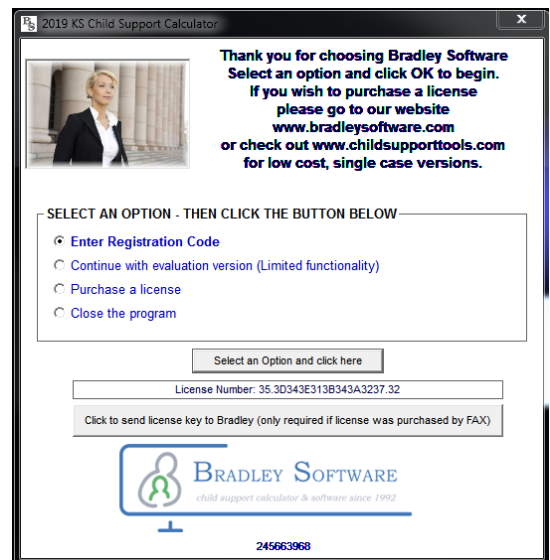 2019 KS Child Support Calculator
Thank you for choosing Bradley Software
Select an option and click OK to begin.
If you wish to purchase a license
please go to our website
www.bradleysoftware.com
or check out www.childsupporttools.com
for low cost, single case versions.
SELECT AN OPTION - THEN CLICK THE BUTTON BELOW
Enter Registration Code
Continue with evaluation version (Limited functionality)
Purchase a license
Close the program
Select an Option and click here
License Number: 35.3D343E313B343A3237.32
Click to send license key to Bradley (only required if license was purchased by FAX)
BRADLEY SOFTWARE
child support calculator & software since 1992
245663968